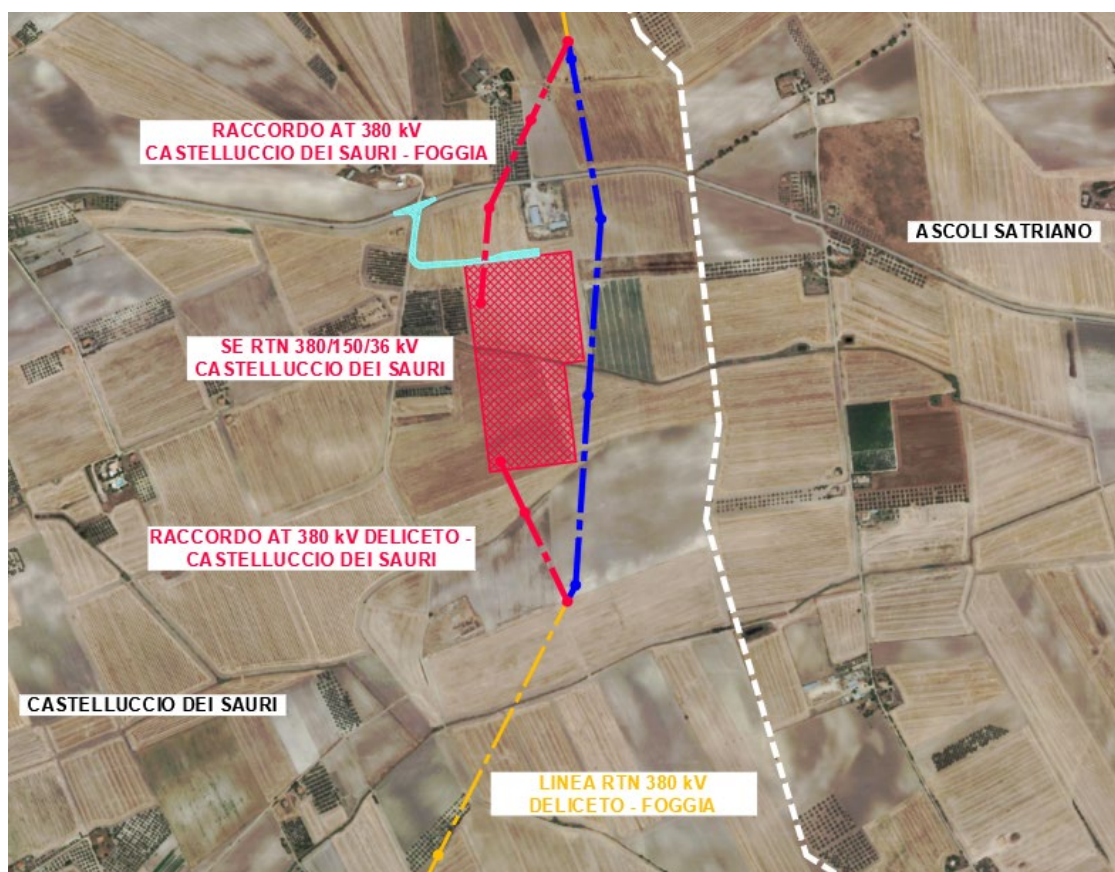 RACCORDO AT 380 kV
CASTELLUCCIO DEI SAURI - FOGGIA
ASCOLI SATRIANO
SE RTN 380/150/36 kV
CASTELLUCCIO DEI SAURI
RACCORDO AT 380 kV DELICETO -
CASTELLUCCIO DEI SAURI
CASTELLUCCIO DEI SAURI
LINEA RTN 380 kV
DELICETO - FOGGIA